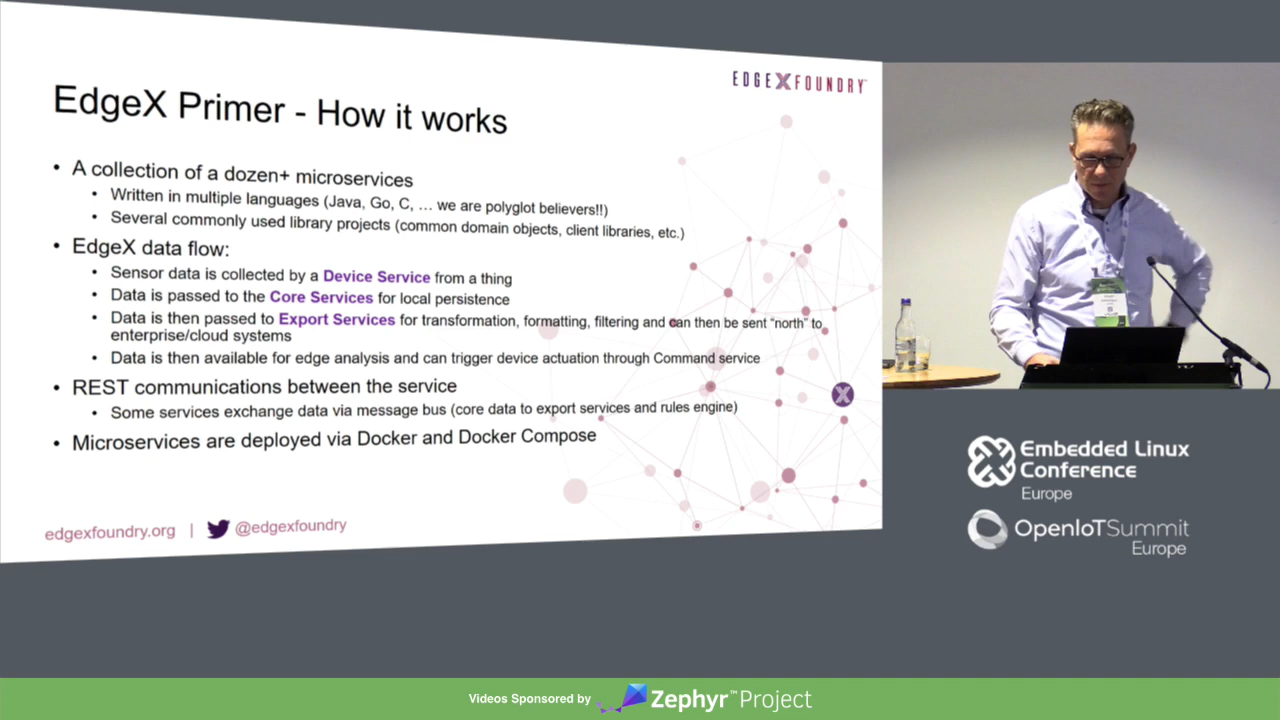 EDGE X FOUNDRY™
EdgeX Primer - How it works
• A collection of a dozen+ microservices
• Written in multiple languages (Java, Go, C, … we are polyglot believers!!)
• Several commonly used library projects (common domain objects, client libraries, etc.)
• EdgeX data flow:
• Sensor data is collected by a Device Service from a thing
• Data is passed to the Core Services for local persistence
• Data is then passed to Export Services for transformation, formatting, filtering and can then be sent “north” to
enterprise/cloud systems
• Data is then available for edge analysis and can trigger device actuation through Command service
• REST communications between the service
• Some services exchange data via message bus (core data to export services and rules engine)
• Microservices are deployed via Docker and Docker Compose
edgexfoundry.org | @edgexfoundry
X
Embedded Linux
Conference
Europe
OpenIoTSummit
Europe
Videos Sponsored by Zephyr™Project